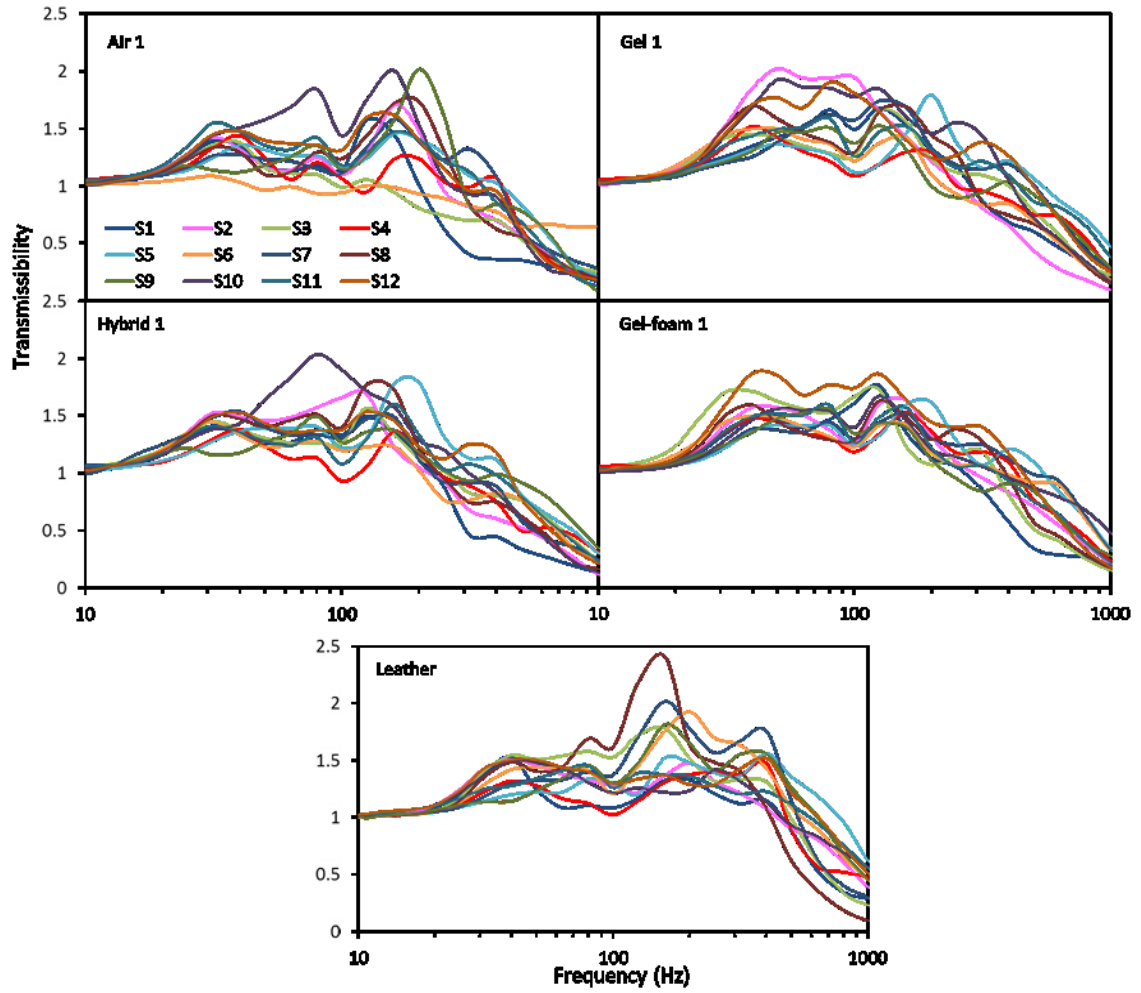 2.5
Air 1
Gel 1
2
1.5
1
0.5
S1 S2 S3 S4
S5 S6 S7 S8
S9 S10 S11 S12
Transmissibility
2.5
Hybrid 1
Gel-foam 1
2
1.5
1
0.5
0
10 100 10 100 1000
2.5
Leather
2
1.5
1
0.5
0
10 100 1000
Frequency (Hz)